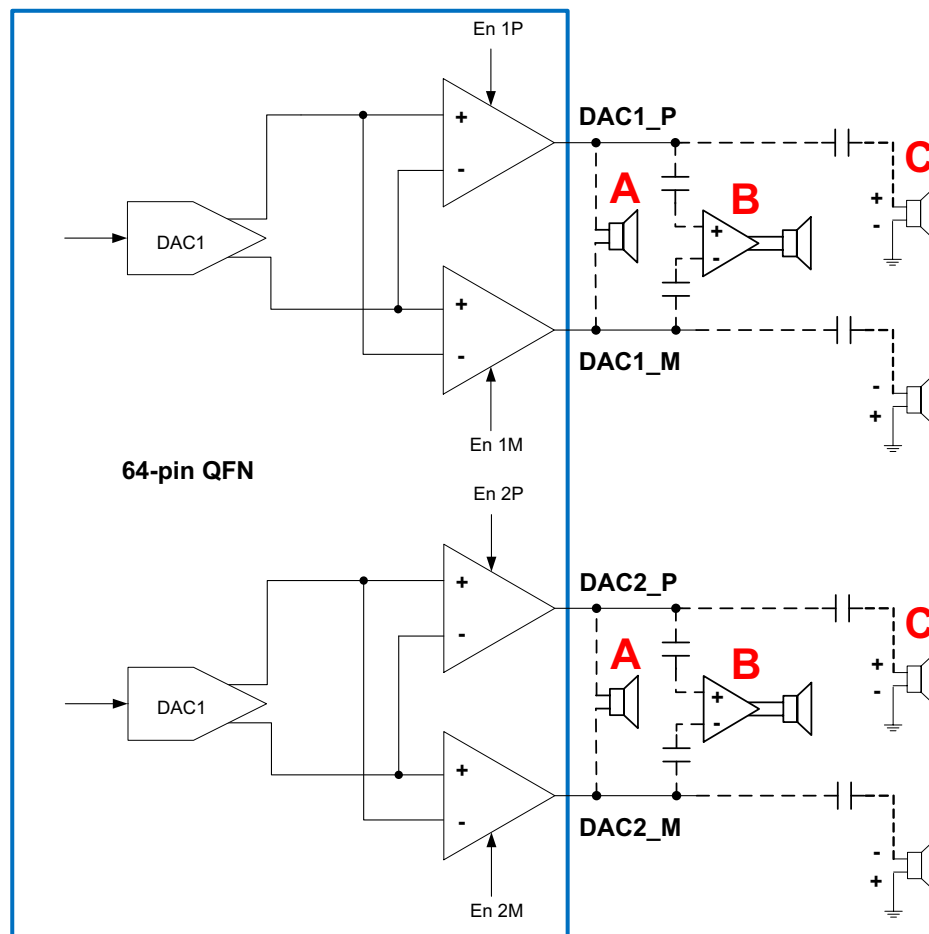 En 1P
DAC1_P
C
A
+
+
-
B
-
+
DAC1
-
+
-
DAC1_M
-
+
En 1M
64-pin QFN
En 2P
DAC2_P
C
A
+
+
-
B
-
+
DAC1
-
+
-
DAC2_M
-
+
En 2M